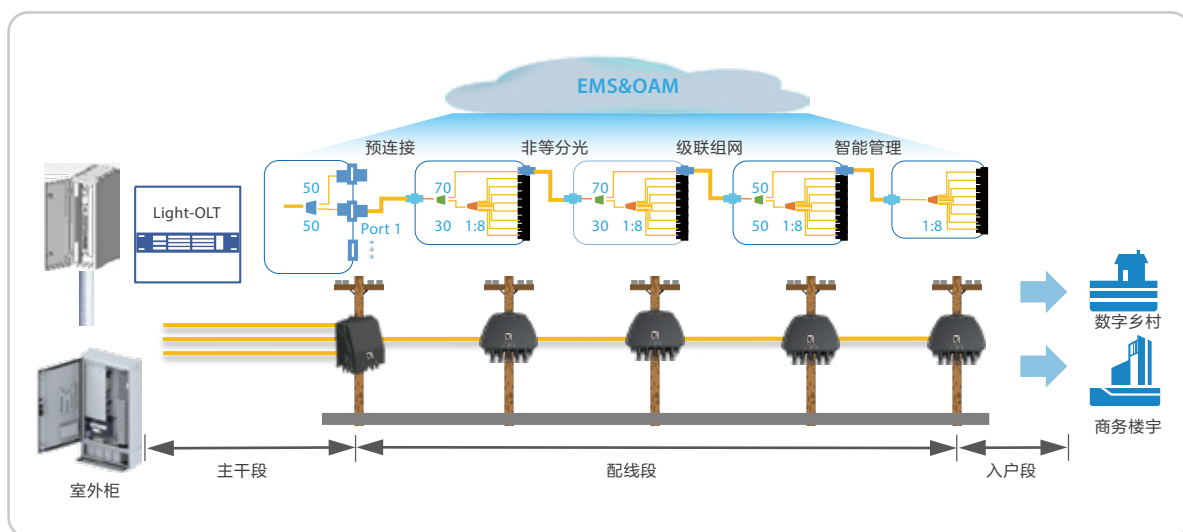 EMS&OAM
预连接
非等分光
级联组网
智能管理
50
50
Port 1
70
30
1:8
70
30
1:8
50
50
1:8
1:8
Light-OLT
数字乡村
商务楼宇
室外柜
主干段
配线段
入户段